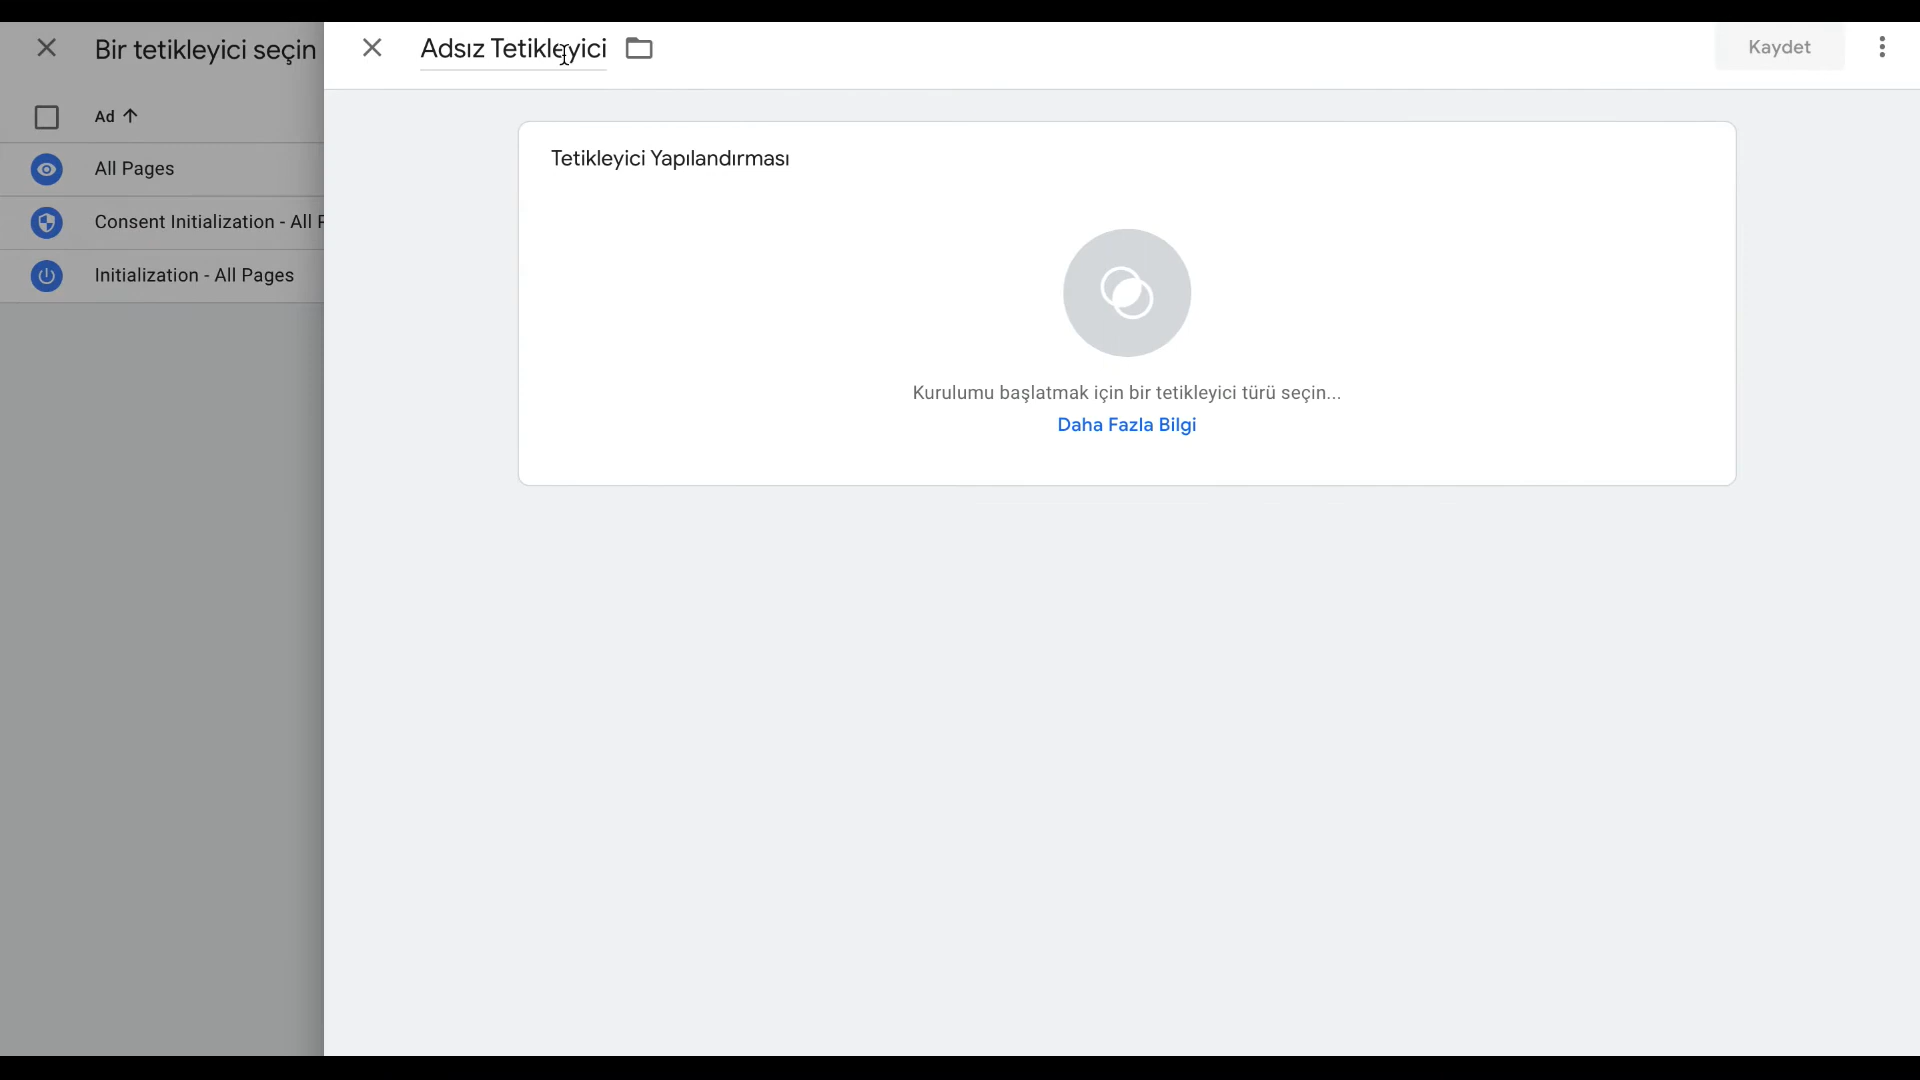 Bir tetikleyici seçin
Ad
All Pages
Consent Initialization - All
Initialization - All Pages
Adsız Tetikleyici
Kaydet
Tetikleyici Yapılandırması
Kurulumu başlatmak için bir tetikleyici türü seçin...
Daha Fazla Bilgi